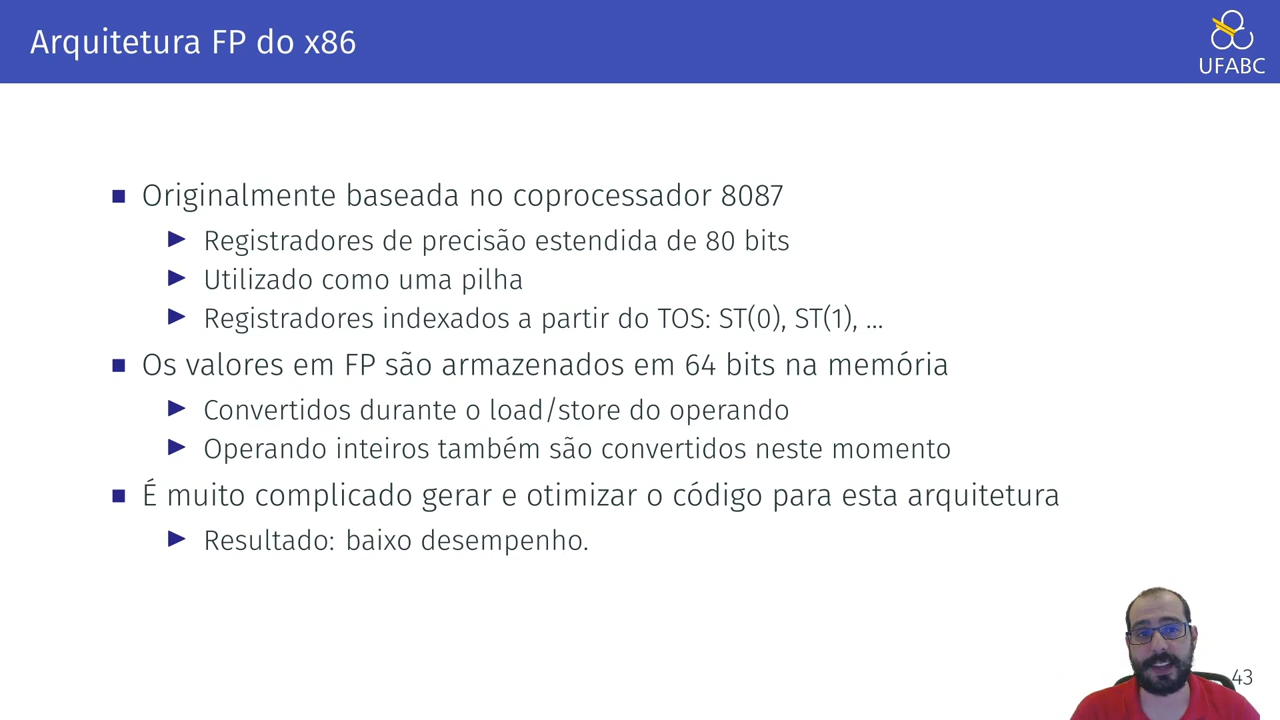 Arquitetura FP do x86
UFABC
Originalmente baseada no coprocessador 8087
Registradores de precisão estendida de 80 bits
Utilizado como uma pilha
Registradores indexados a partir do TOS: ST(0), ST(1), ...
Os valores em FP são armazenados em 64 bits na memória
Convertidos durante o load/store do operando
Operando inteiros também são convertidos neste momento
É muito complicado gerar e otimizar o código para esta arquitetura
Resultado: baixo desempenho.
43